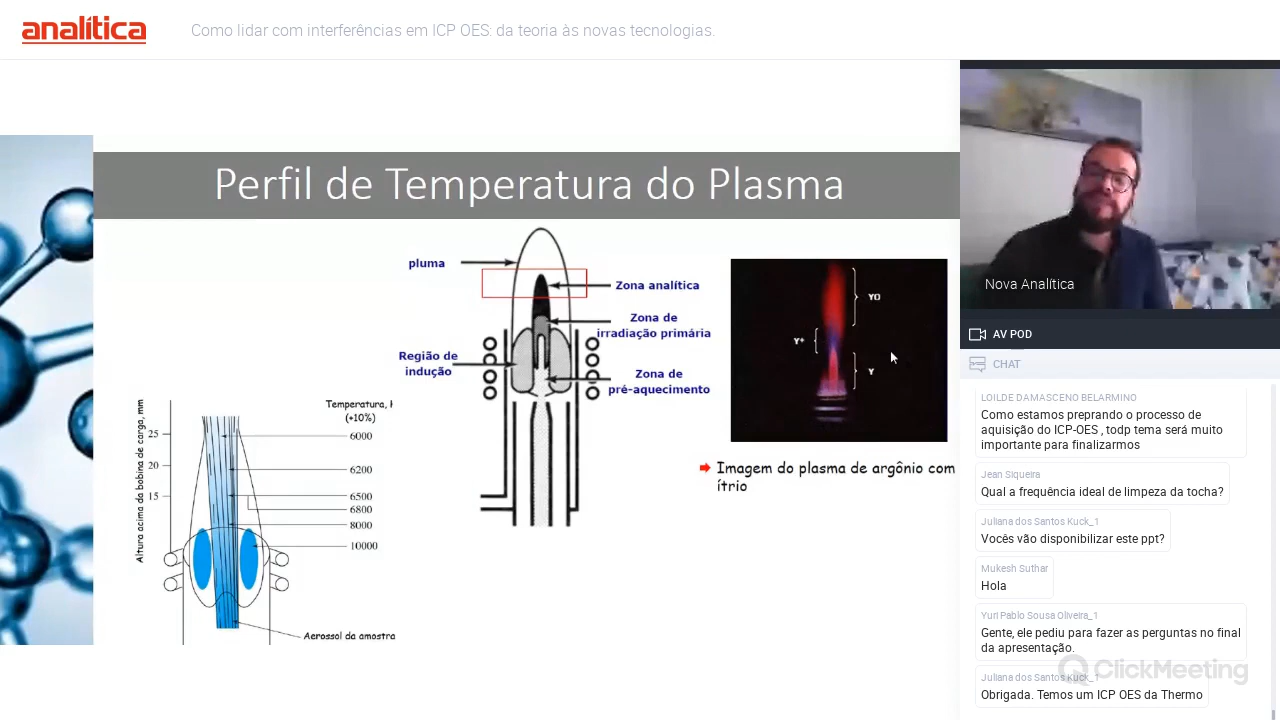 analítica
Como lidar com interferências em ICP OES: da teoria às novas tecnologias.
Perfil de Temperatura do Plasma
pluma
Zona analítica
Zona de
irradiação primária
Região de
indução
Zona de
pré-aquecimento
YO
Y+
Y
Imagem do plasma de argônio com
ítrio
Altura acima da bobina de carga, mm
25
20
15
Temperatura,
(+10%)
6000
6200
6500
6800
8000
10000
Aerossol da amostra
Nova Analítica
AV POD
CHAT
LOILDE DAMASCENO BELARMINO
Como estamos preprando o processo de
aquisição do ICP-OES , todp tema será muito
importante para finalizarmos
Jean Siqueira
Qual a frequência ideal de limpeza da tocha?
Juliana dos Santos Kuck_1
Vocês vão disponibilizar este ppt?
Mukesh Suthar
Hola
Yuri Pablo Sousa Oliveira_1
Gente, ele pediu para fazer as perguntas no final
da apresentação.
ClickMeeting
Juliana dos Santos Kuck_1
Obrigada. Temos um ICP OES da Thermo